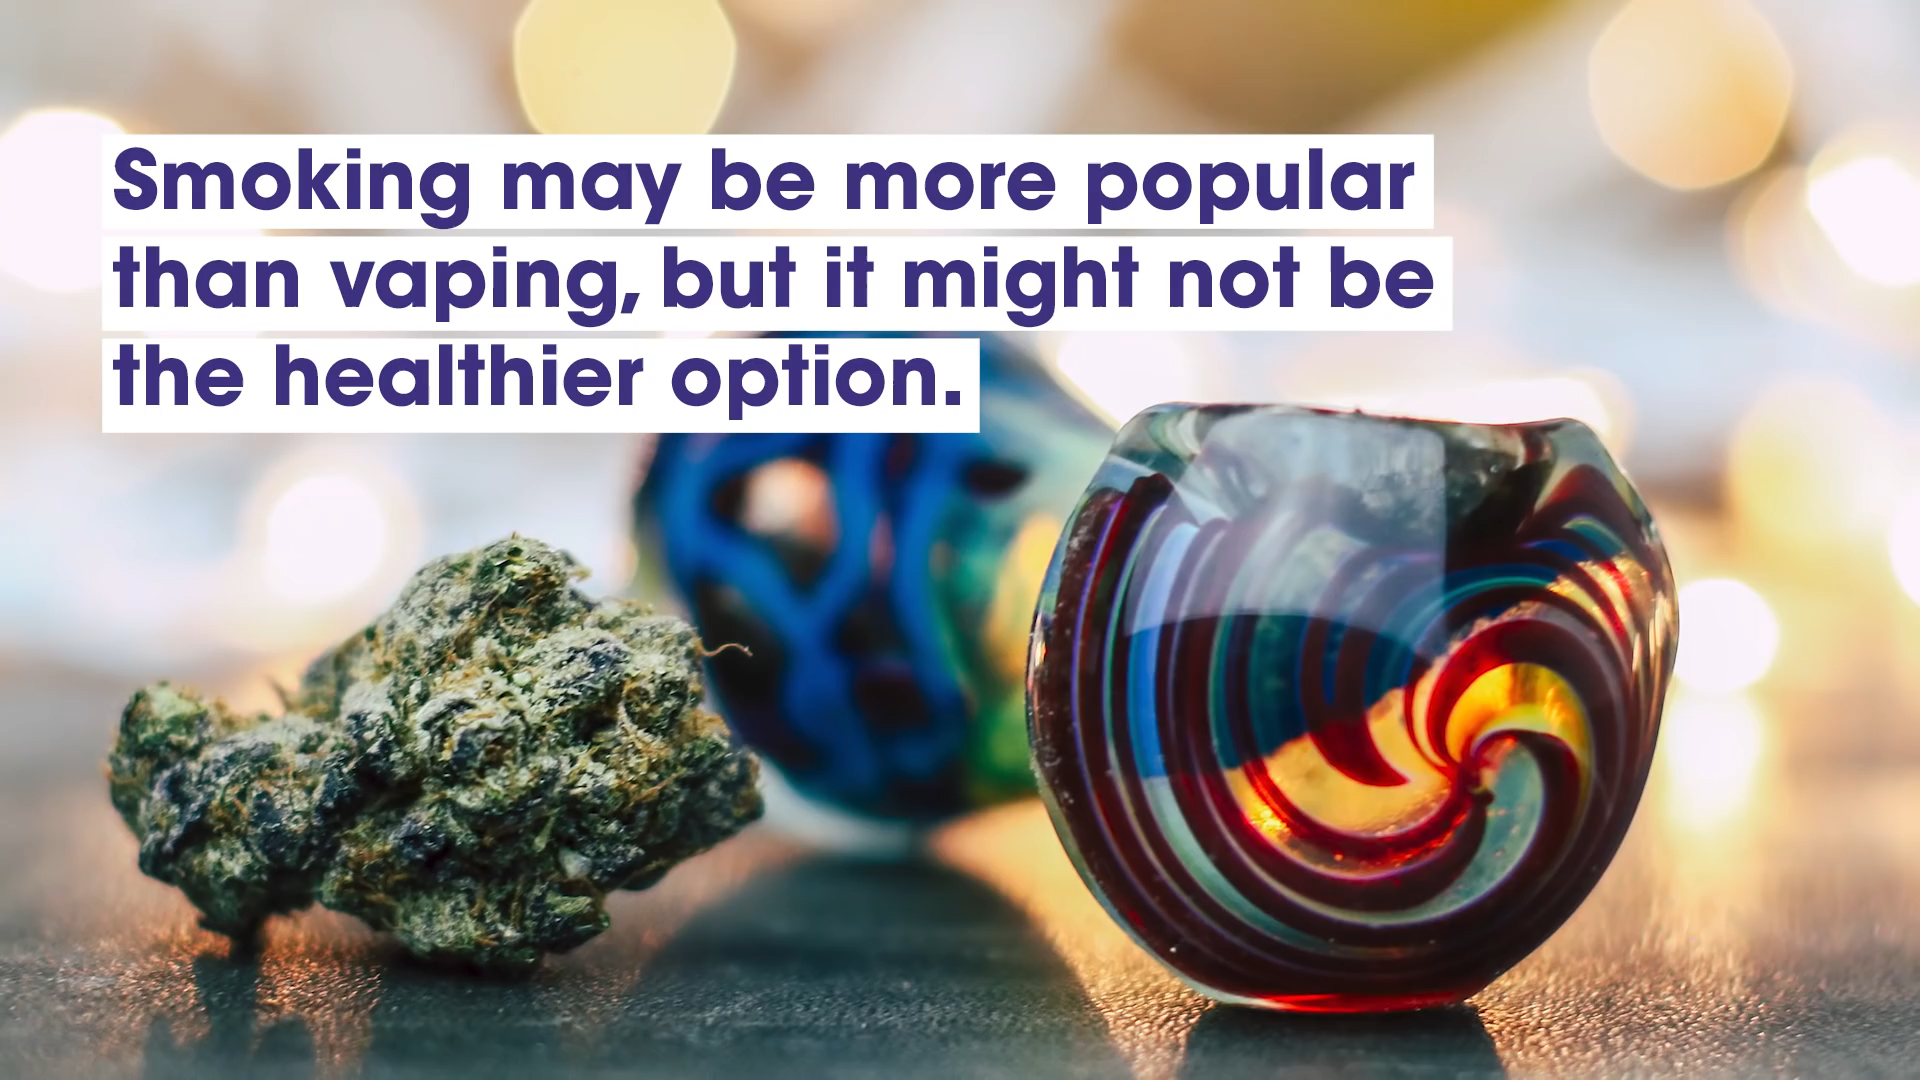 Smoking may be more popular
than vaping, but it might not be
the healthier option.